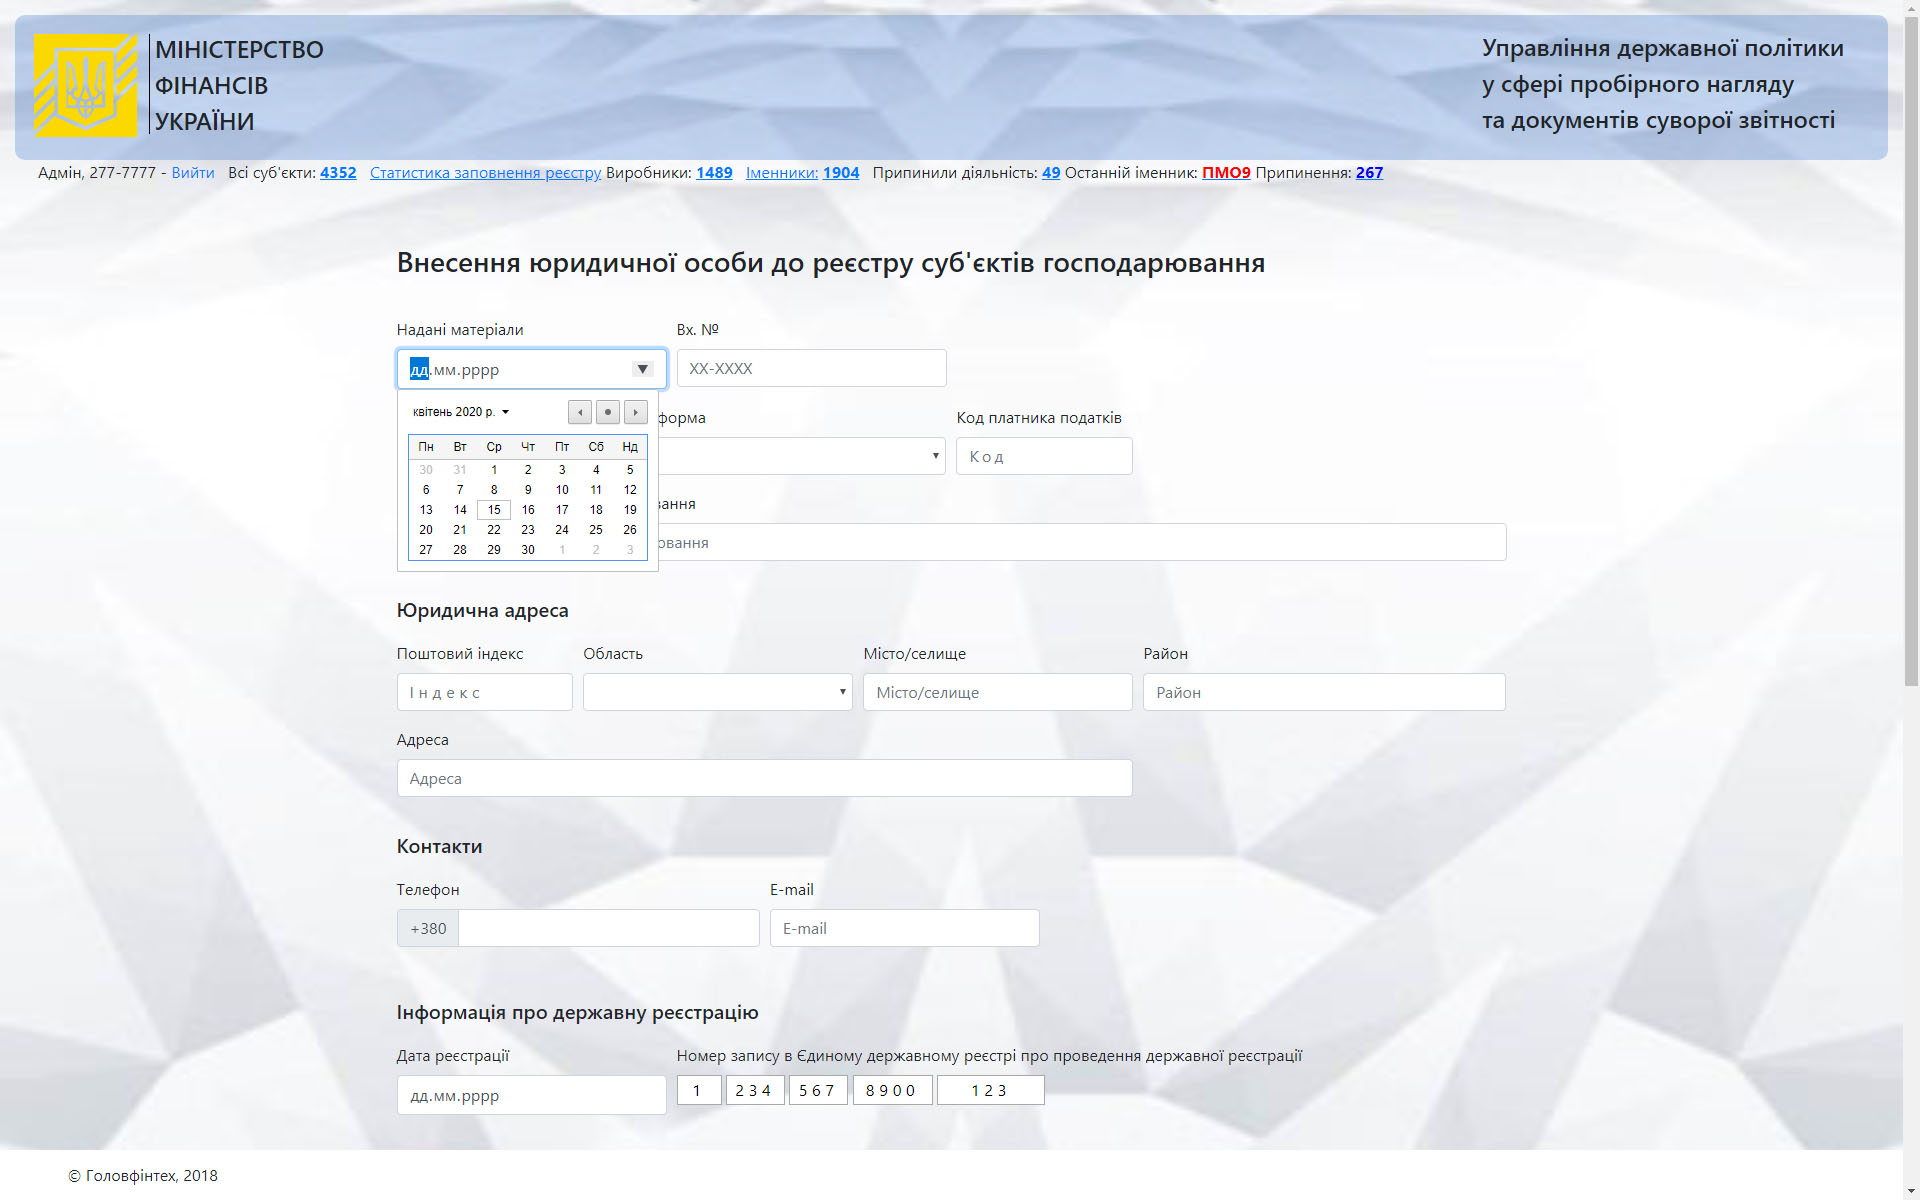 МІНІСТЕРСТВО
ФІНАНСІВ
УКРАЇНИ
Управління державної політики
у сфері пробірного нагляду
та документів суворої звітності
Адмін, 277-7777 - Вийти Всі суб'єкти: 4352 Статистика заповнення реєстру Виробники: 1489 Іменники: 1904 Припинили діяльність: 49 Останній іменник: ПМО9 Припинення: 267
Внесення юридичної особи до реєстру суб'єктів господарювання
Надані матеріали Вх. №
дд.мм.рррр XX-XXXX
квітень 2020 р.
форма Код платника податків
Код
Пн Вт Ср Чт Пт Сб Нд
30 31 1 2 3 4 5
6 7 8 9 10 11 12
13 14 15 16 17 18 19
20 21 22 23 24 25 26
27 28 29 30 1 2 3
вання
овання
Юридична адреса
Поштовий індекс Область Місто/селище Район
Індекс Місто/селище Район
Адреса
Адреса
Контакти
Телефон E-mail
+380 E-mail
Інформація про державну реєстрацію
Дата реєстрації Номер запису в Єдиному державному реєстрі про проведення державної реєстрації
дд.мм.рррр 1 234 567 8900 123
© Головфінтех, 2018